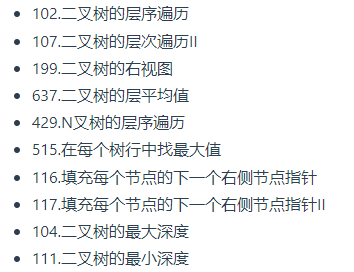 102.二叉树的层序遍历
107.二叉树的层次遍历II
199.二叉树的右视图
637.二叉树的层平均值
429.N叉树的层序遍历
515.在每个树行中找最大值
116.填充每个节点的下一个右侧节点指针
117.填充每个节点的下一个右侧节点指针II
104.二叉树的最大深度
111.二叉树的最小深度